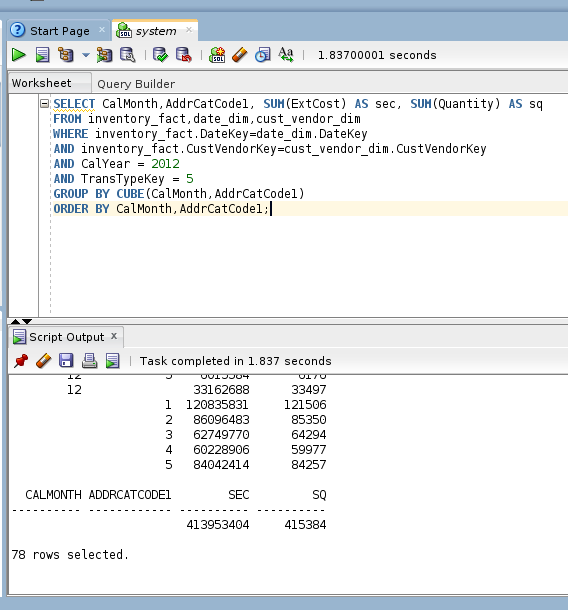 Start Page
system
SQL
1.83700001 seconds
Worksheet
Query Builder
SELECT CalMonth,AddrCatCode1, SUM(ExtCost) AS sec, SUM(Quantity) AS sq
FROM inventory_fact,date_dim,cust_vendor_dim
WHERE inventory_fact.DateKey=date_dim.DateKey
AND inventory_fact.CustVendorKey=cust_vendor_dim.CustVendorKey
AND CalYear = 2012
AND TransTypeKey = 5
GROUP BY CUBE(CalMonth,AddrCatCode1)
ORDER BY CalMonth,AddrCatCode1;
Script Output
Task completed in 1.837 seconds
12 5
12 33162688 33497
1 120835831 121506
2 86096483 85350
3 62749770 64294
4 60228906 59977
5 84042414 84257
CALMONTH ADDRCATCODE1 SEC SQ
---------- ------------ ---------- ----------
413953404 415384
78 rows selected.